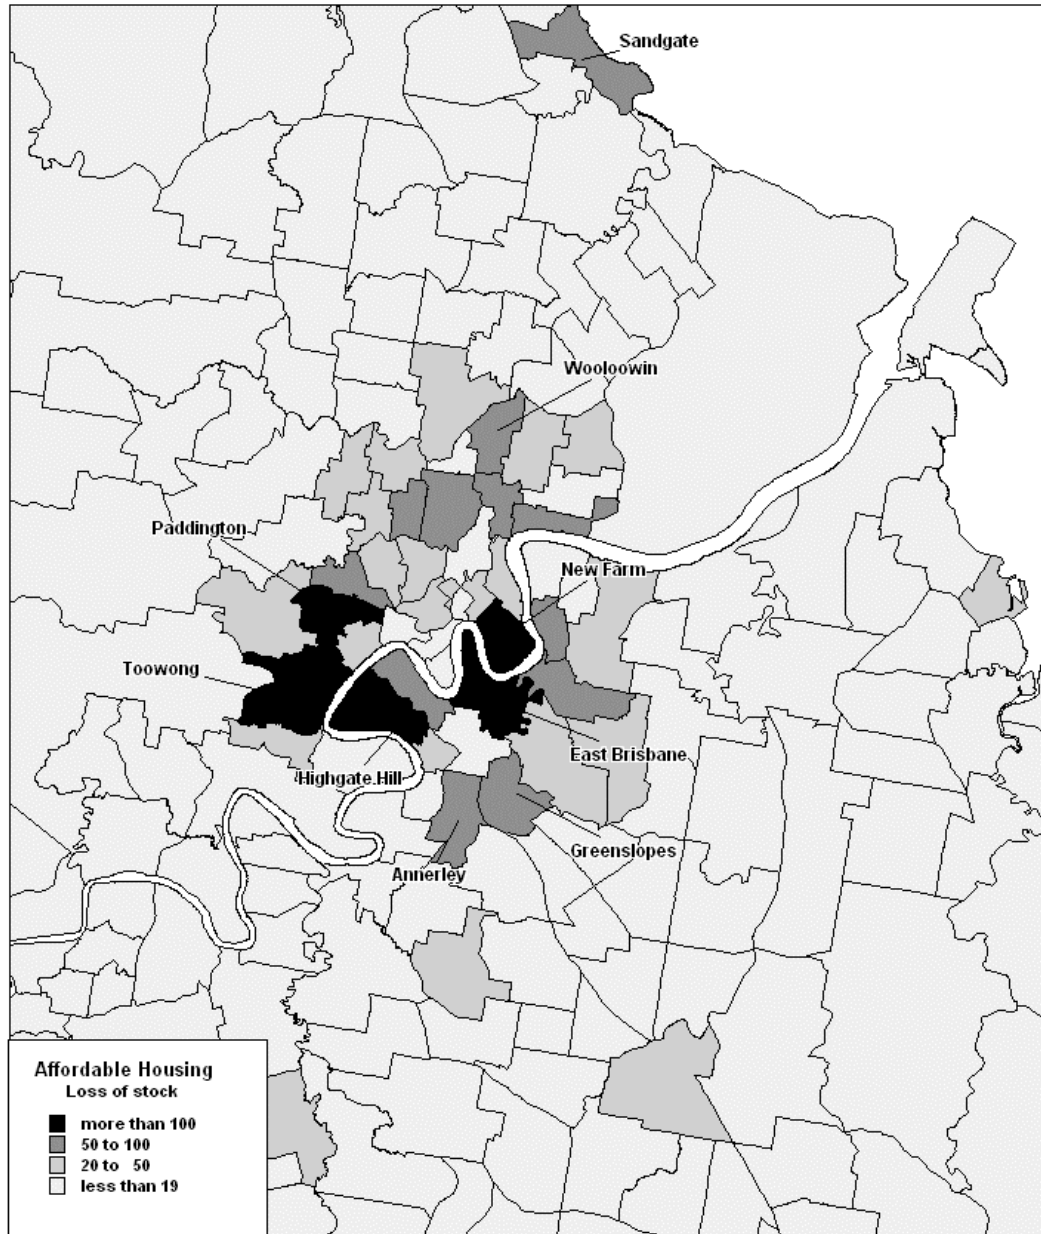 Sandgate
Wooloowin
Paddington
New Farm
Toowong
East Brisbane
Highgate Hill
Greenslopes
Annerley
Affordable Housing
Loss of stock
more than 100
50 to 100
20 to 50
less than 19